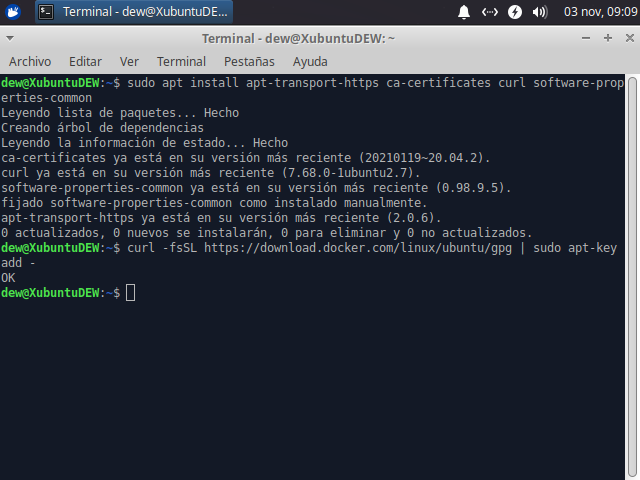 Terminal - dew@XubuntuDE...
03 nov, 09:09
Terminal - dew@XubuntuDEW: ~
Archivo Editar Ver Terminal Pestañas Ayuda
dew@XubuntuDEW:~$ sudo apt install apt-transport-https ca-certificates curl software-prop
erties-common
Leyendo lista de paquetes... Hecho
Creando árbol de dependencias
Leyendo la información de estado... Hecho
ca-certificates ya está en su versión más reciente (20210119~20.04.2).
curl ya está en su versión más reciente (7.68.0-1ubuntu2.7).
software-properties-common ya está en su versión más reciente (0.98.9.5).
fijado software-properties-common como instalado manualmente.
apt-transport-https ya está en su versión más reciente (2.0.6).
0 actualizados, 0 nuevos se instalarán, 0 para eliminar y 0 no actualizados.
dew@XubuntuDEW:~$ curl -fsSL https://download.docker.com/linux/ubuntu/gpg | sudo apt-key
add -
OK
dew@XubuntuDEW:~$